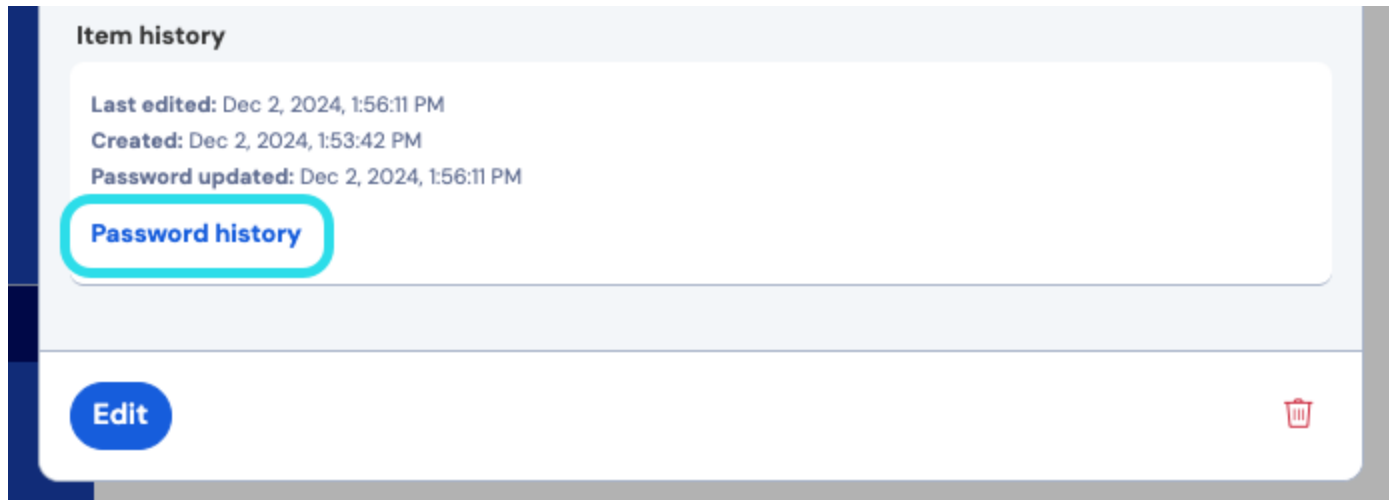 Item history
Last edited: Dec 2, 2024, 1:56:11 PM
Created: Dec 2, 2024, 1:53:42 PM
Password updated: Dec 2, 2024, 1:56:11 PM
Password history
Edit